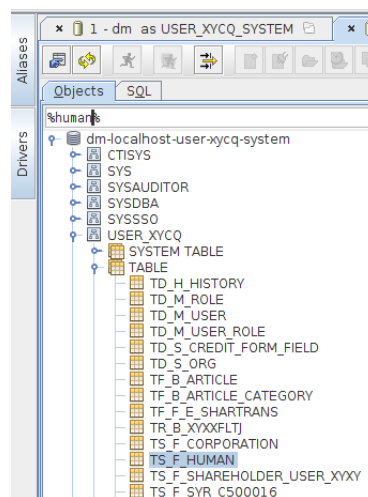 1 - dm as USER_XYCQ_SYSTEM
Aliases
Drivers
Objects
SQL
%human%
dm-localhost-user-xycq-system
CTISYS
SYS
SYSAUDITOR
SYSDBA
SYSSSO
USER_XYCQ
SYSTEM TABLE
TABLE
TD_H_HISTORY
TD_M_ROLE
TD_M_USER
TD_M_USER_ROLE
TD_S_CREDIT_FORM_FIELD
TD_S_ORG
TF_B_ARTICLE
TF_B_ARTICLE_CATEGORY
TF_F_E_SHARTRANS
TR_B_XYXXFLTJ
TS_F_CORPORATION
TS_F_HUMAN
TS_F_SHAREHOLDER_USER_XYXY
TS_F_SYR_C500016